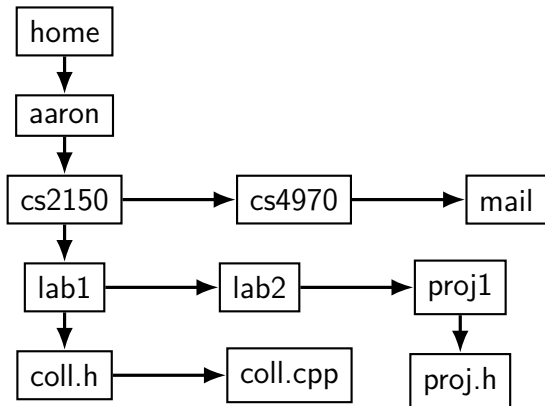 home
aaron
cs2150 cs4970 mail
lab1 lab2 proj1
coll.h coll.cpp proj.h